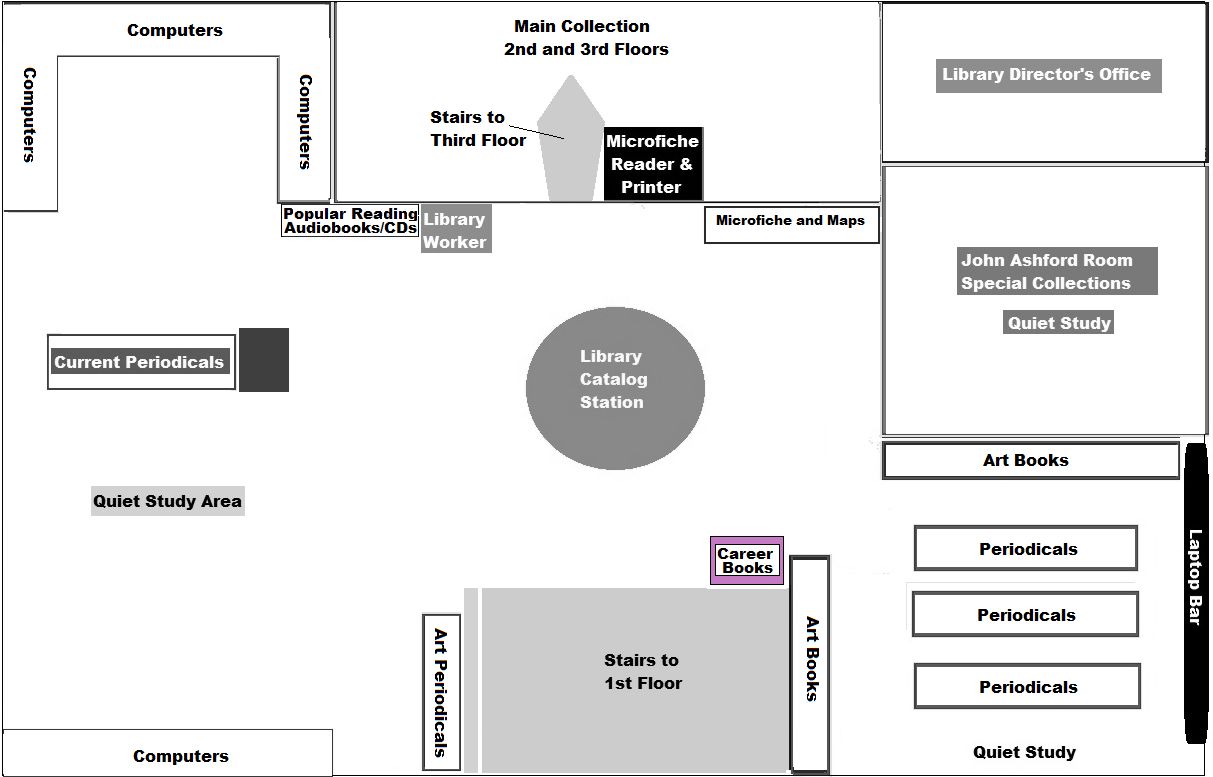 Computers
Computers
Computers
Main Collection
2nd and 3rd Floors
Stairs to
Third Floor
Microfiche
Reader &
Printer
Library Director's Office
Popular Reading
Audiobooks/CDs
Library
Worker
Microfiche and Maps
John Ashford Room
Special Collections
Quiet Study
Current Periodicals
Library
Catalog
Station
Art Books
Quiet Study Area
Career
Books
Periodicals
Periodicals
Periodicals
Laptop Bar
Art Periodicals
Stairs to
1st Floor
Art Books
Quiet Study
Computers